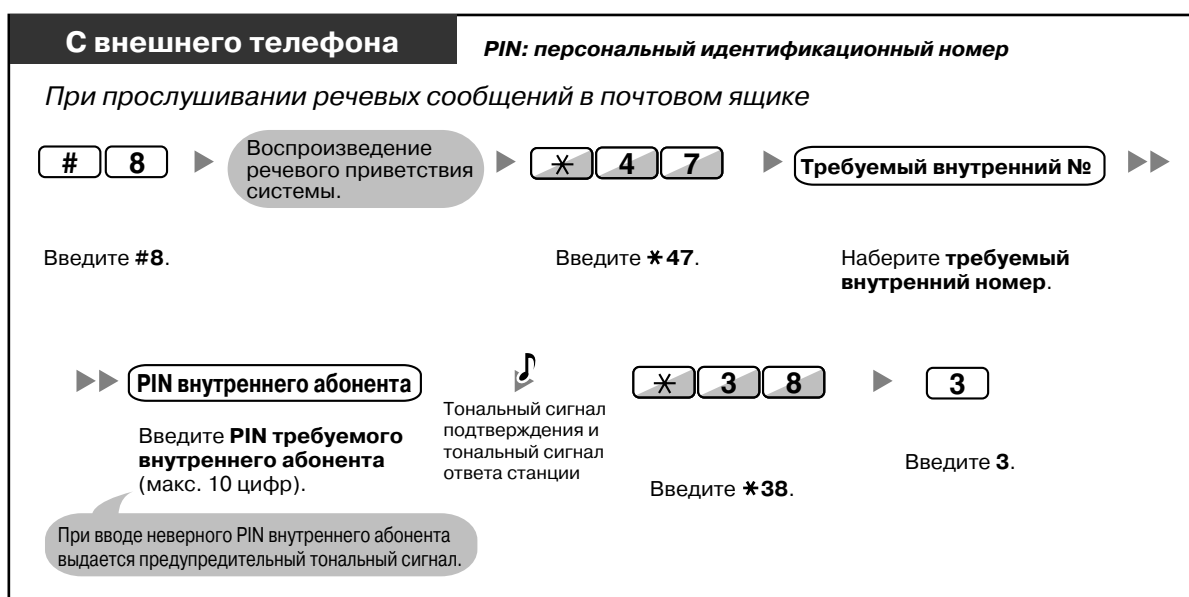 С внешнего телефона
PIN: персональный идентификационный номер
При прослушивании речевых сообщений в почтовом ящике
# 8
Воспроизведение
речевого приветствия
системы.
* 4 7
Требуемый внутренний №
Введите #8.
Введите *47.
Наберите требуемый
внутренний номер.
PIN внутреннего абонента
Тональный сигнал
подтверждения и
тональный сигнал
ответа станции
* 3 8
3
Введите PIN требуемого
внутреннего абонента
(макс. 10 цифр).
Введите *38.
Введите 3.
При вводе неверного PIN внутреннего абонента
выдается предупредительный тональный сигнал.